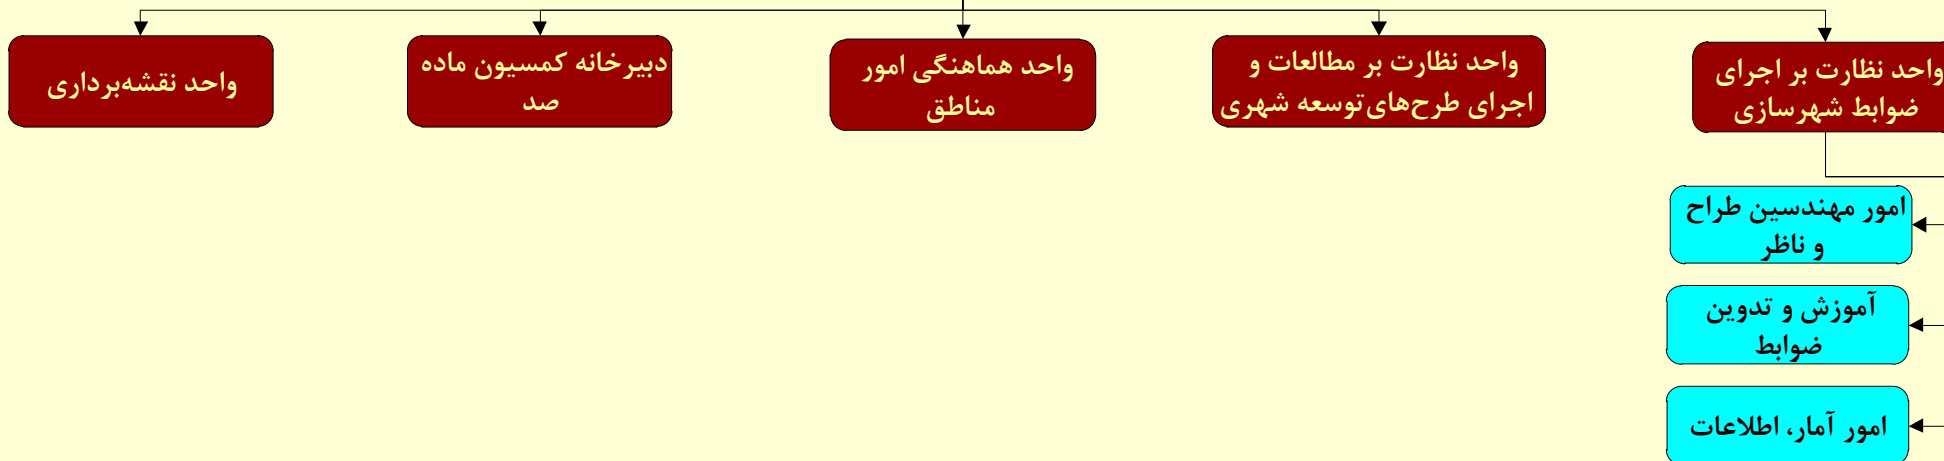 واحد نظارت بر اجرای
ضوابط شهرسازی
واحد نظارت بر مطالعات و
اجرای طرح‌های توسعه شهری
واحد هماهنگی امور
مناطق
دبیرخانه کمسیون ماده
صد
واحد نقشه‌برداری
امور مهندسین طراح
و ناظر
آموزش و تدوین
ضوابط
امور آمار، اطلاعات